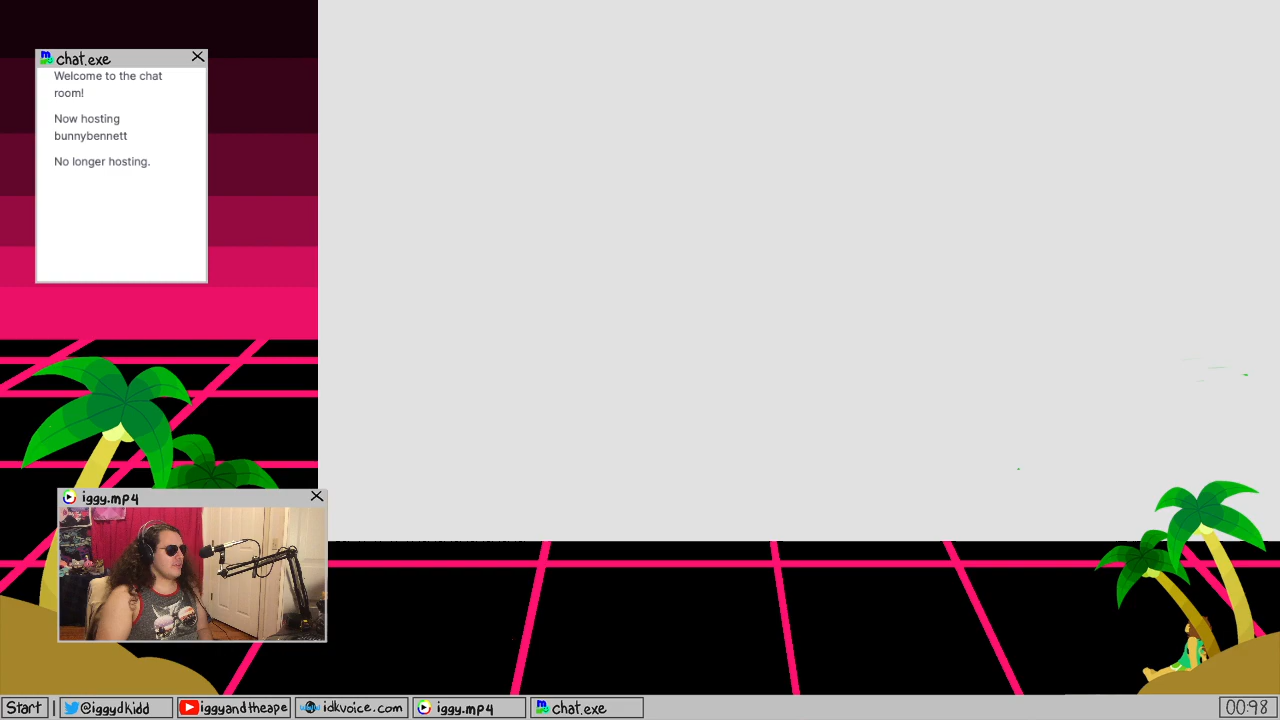 chat.exe
Welcome to the chat
room!
Now hosting
bunnybennett
No longer hosting.
iggy.mp4
Start | @iggydkidd iggyandtheape idkvoice.com iggy.mp4 chat.exe 00:98